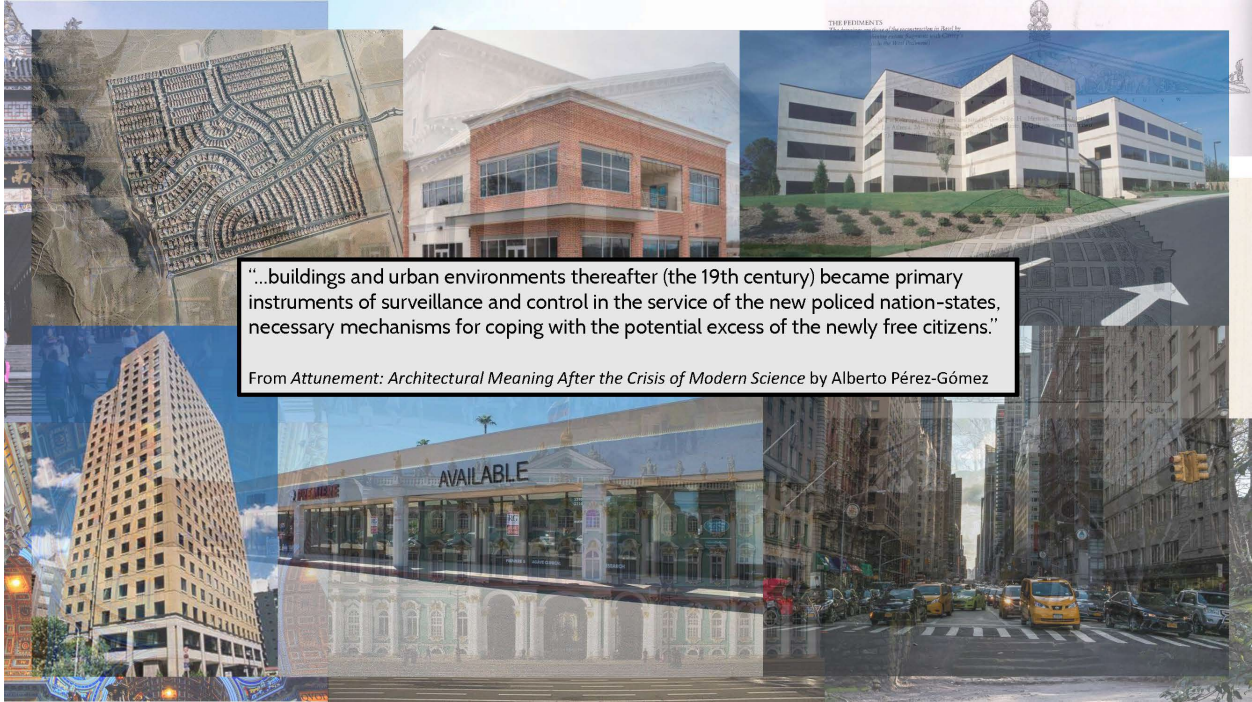 THE FEDIMENTS
“…buildings and urban environments thereafter (the 19th century) became primary
instruments of surveillance and control in the service of the new policed nation-states,
necessary mechanisms for coping with the potential excess of the newly free citizens.”
From Attunement: Architectural Meaning After the Crisis of Modern Science by Alberto Pérez-Gómez
AVAILABLE